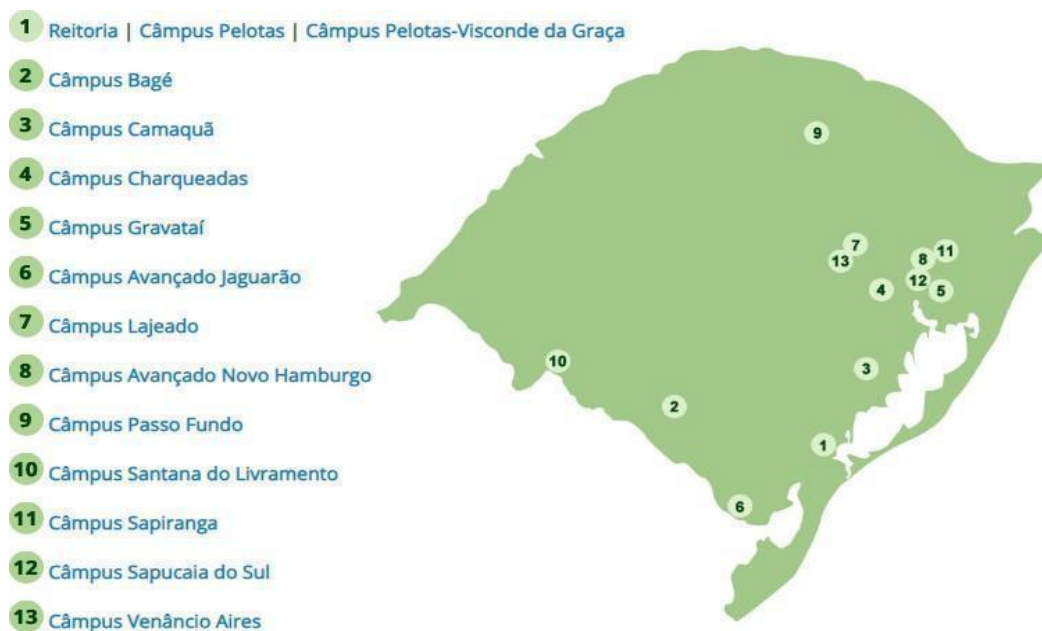 1 Reitoria | Câmpus Pelotas | Câmpus Pelotas-Visconde da Graça
2 Câmpus Bagé
3 Câmpus Camaquã
4 Câmpus Charqueadas
5 Câmpus Gravataí
6 Câmpus Avançado Jaguarão
7 Câmpus Lajeado
8 Câmpus Avançado Novo Hamburgo
9 Câmpus Passo Fundo
10 Câmpus Santana do Livramento
11 Câmpus Sapiranga
12 Câmpus Sapucaia do Sul
13 Câmpus Venâncio Aires
9
7
11
13
8
12
4
5
10
3
2
1
6